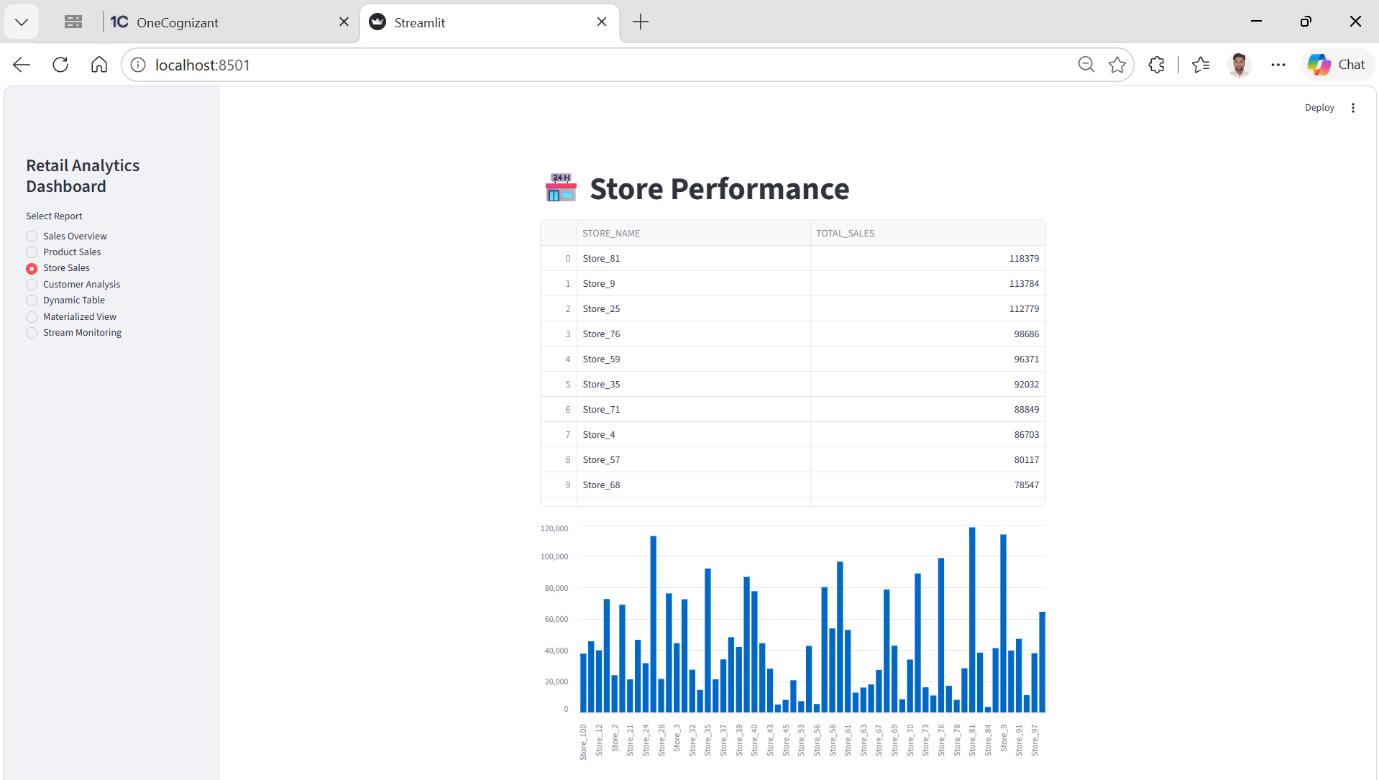 OneCognizant
Streamlit
localhost:8501
Chat
Deploy
Retail Analytics
Dashboard
Select Report
Sales Overview
Product Sales
Store Sales
Customer Analysis
Dynamic Table
Materialized View
Stream Monitoring
24 H
Store Performance
STORE_NAME TOTAL_SALES
0 Store_81 118379
1 Store_9 113784
2 Store_25 112779
3 Store_76 98686
4 Store_59 96371
5 Store_35 92032
6 Store_71 88849
7 Store_4 86703
8 Store_57 80117
9 Store_68 78547
120,000
100,000
80,000
60,000
40,000
20,000
0
Store_100
Store_12
Store_2
Store_21
Store_24
Store_28
Store_3
Store_32
Store_35
Store_37
Store_39
Store_40
Store_43
Store_45
Store_53
Store_56
Store_58
Store_61
Store_63
Store_67
Store_69
Store_70
Store_73
Store_76
Store_78
Store_81
Store_84
Store_9
Store_91
Store_97